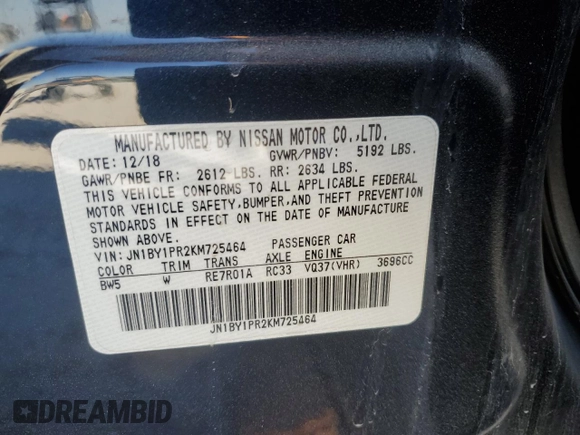 MANUFACTURED BY NISSAN MOTOR CO.,LTD.
DATE: 12/18 GVWR/PNBV: 5192 LBS.
GAWR/PNBE FR: 2612 LBS. RR: 2634 LBS.
THIS VEHICLE CONFORMS TO ALL APPLICABLE FEDERAL
MOTOR VEHICLE SAFETY,BUMPER,AND THEFT PREVENTION
STANDARDS IN EFFECT ON THE DATE OF MANUFACTURE
SHOWN ABOVE.
VIN: JN1BY1PR2KM725464 PASSENGER CAR
COLOR TRIM TRANS AXLE ENGINE
BW5 W RE7R01A RC33 VQ37(VHR) 3696CC
JN1BY1PR2KM725464
DREAMBID